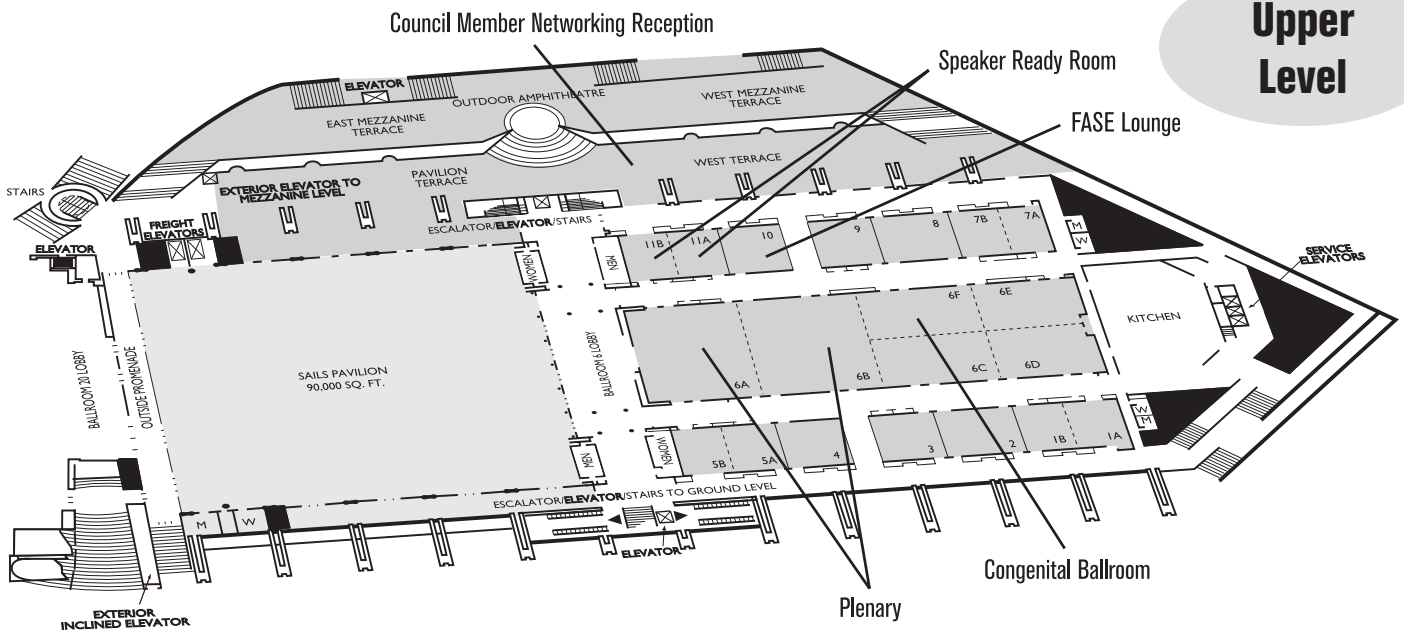 Upper
Level
Council Member Networking Reception
Speaker Ready Room
FASE Lounge
ELEVATOR
OUTDOOR AMPHITHEATRE
WEST MEZZANINE
TERRACE
EAST MEZZANINE
TERRACE
WEST TERRACE
PAVILION
TERRACE
STAIRS
EXTERIOR ELEVATOR TO
MEZZANINE LEVEL
ESCALATOR/ELEVATOR/STAIRS
FREIGHT
ELEVATORS
ELEVATOR
WOMEN
MEN
11B
11A
10
9
8
7B
7A
M
W
SERVICE
ELEVATORS
KITCHEN
6F
6E
6A
6B
6C
6D
BALLROOM 6 LOBBY
SAILS PAVILION
90,000 SQ. FT.
BALLROOM 20 LOBBY
OUTSIDE PROMENADE
MEN
WOMEN
5B
5A
4
3
2
1B
1A
W
M
ESCALATOR/ELEVATOR/STAIRS TO GROUND LEVEL
M
W
ELEVATOR
Congenital Ballroom
Plenary
EXTERIOR
INCLINED ELEVATOR